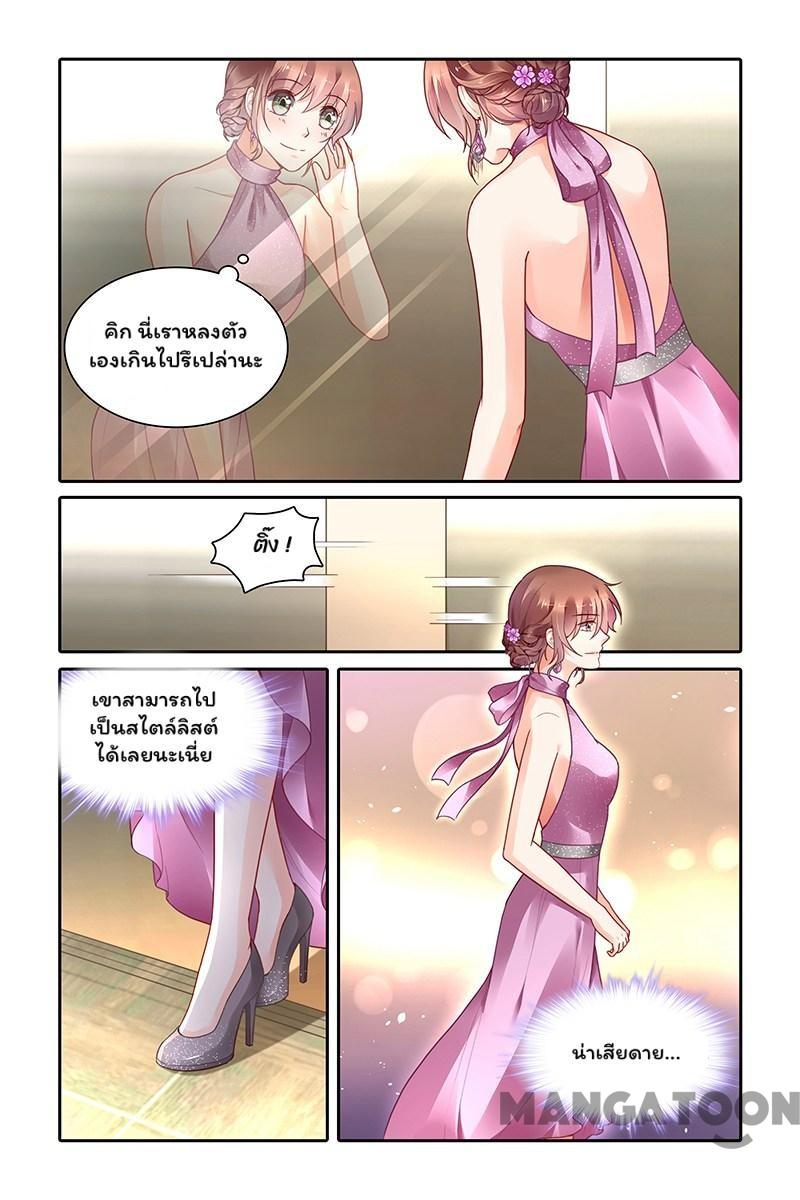 คิก นี่เราหลงตัว
เองเกินไปรึเปล่านะ
ติ๊ง !
เขาสามารถไป
เป็นสไตล์ลิสต์
ได้เลยนะเนี่ย
น่าเสียดาย...
MANGATOON